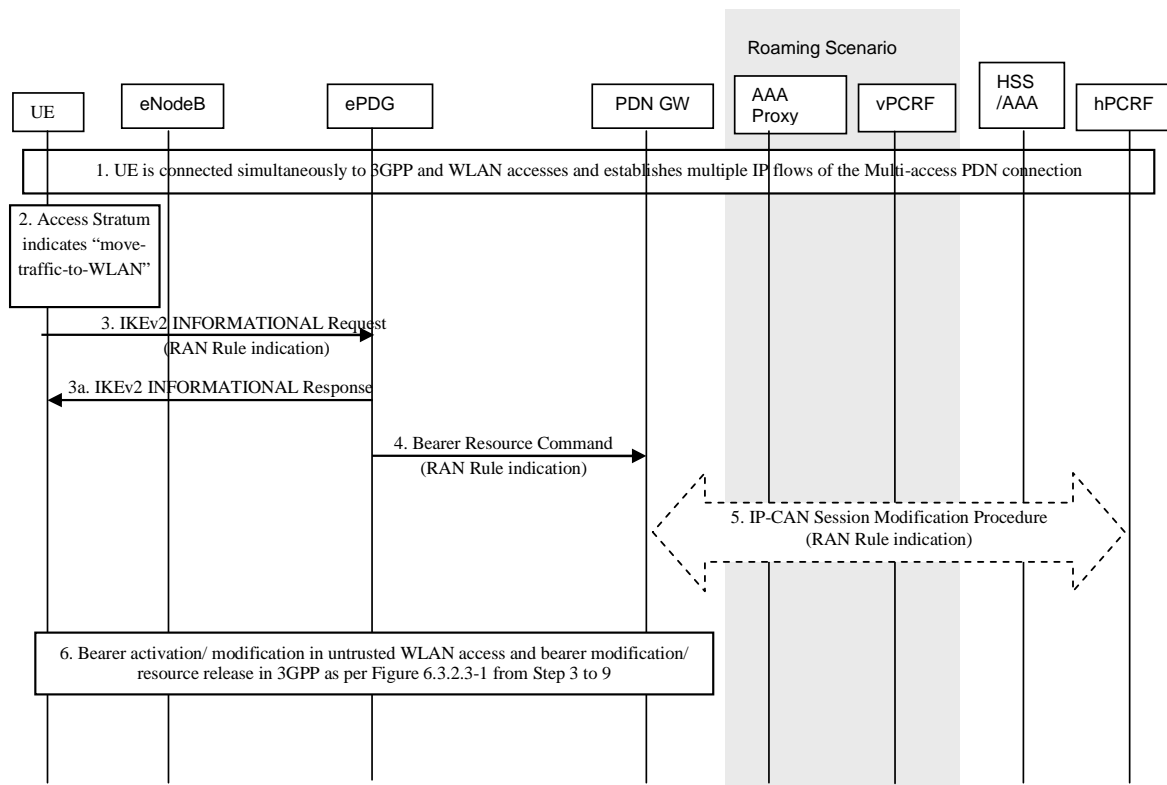 Roaming Scenario
UE
eNodeB
ePDG
PDN GW
AAA
Proxy
vPCRF
HSS
/AAA
hPCRF
1. UE is connected simultaneously to 3GPP and WLAN accesses and establishes multiple IP flows of the Multi-access PDN connection
2. Access Stratum
indicates “move-
traffic-to-WLAN”
3. IKEv2 INFORMATIONAL Request
(RAN Rule indication)
3a. IKEv2 INFORMATIONAL Response
4. Bearer Resource Command
(RAN Rule indication)
5. IP-CAN Session Modification Procedure
(RAN Rule indication)
6. Bearer activation/ modification in untrusted WLAN access and bearer modification/
resource release in 3GPP as per Figure 6.3.2.3-1 from Step 3 to 9